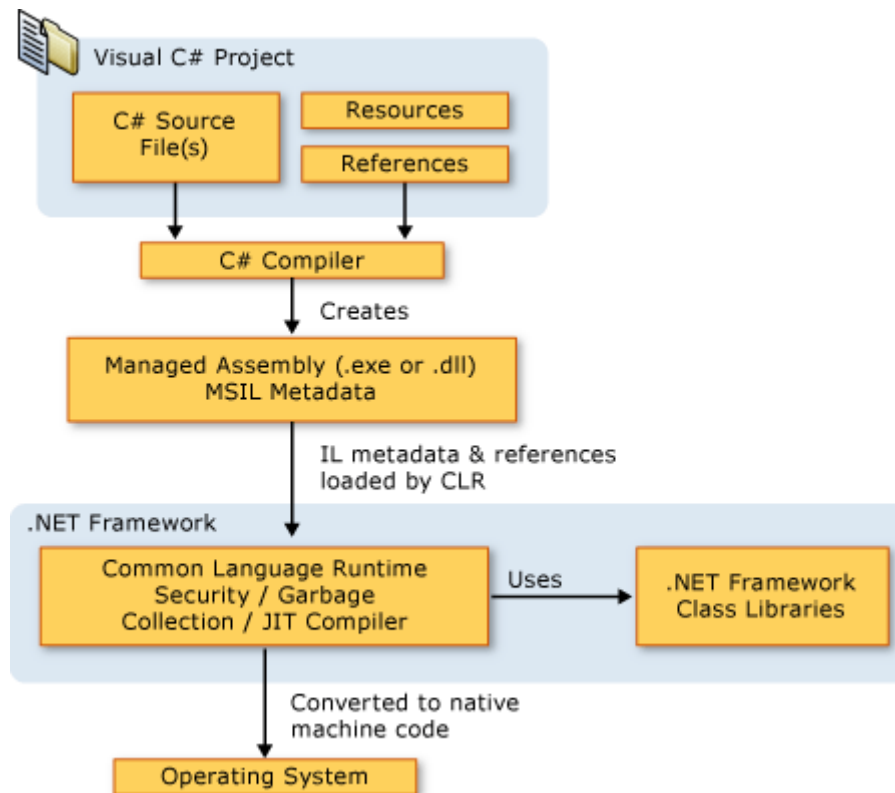 Visual C# Project
C# Source
File(s)
Resources
References
C# Compiler
Creates
Managed Assembly (.exe or .dll)
MSIL Metadata
IL metadata & references
loaded by CLR
.NET Framework
Common Language Runtime
Security / Garbage
Collection / JIT Compiler
Uses
.NET Framework
Class Libraries
Converted to native
machine code
Operating System